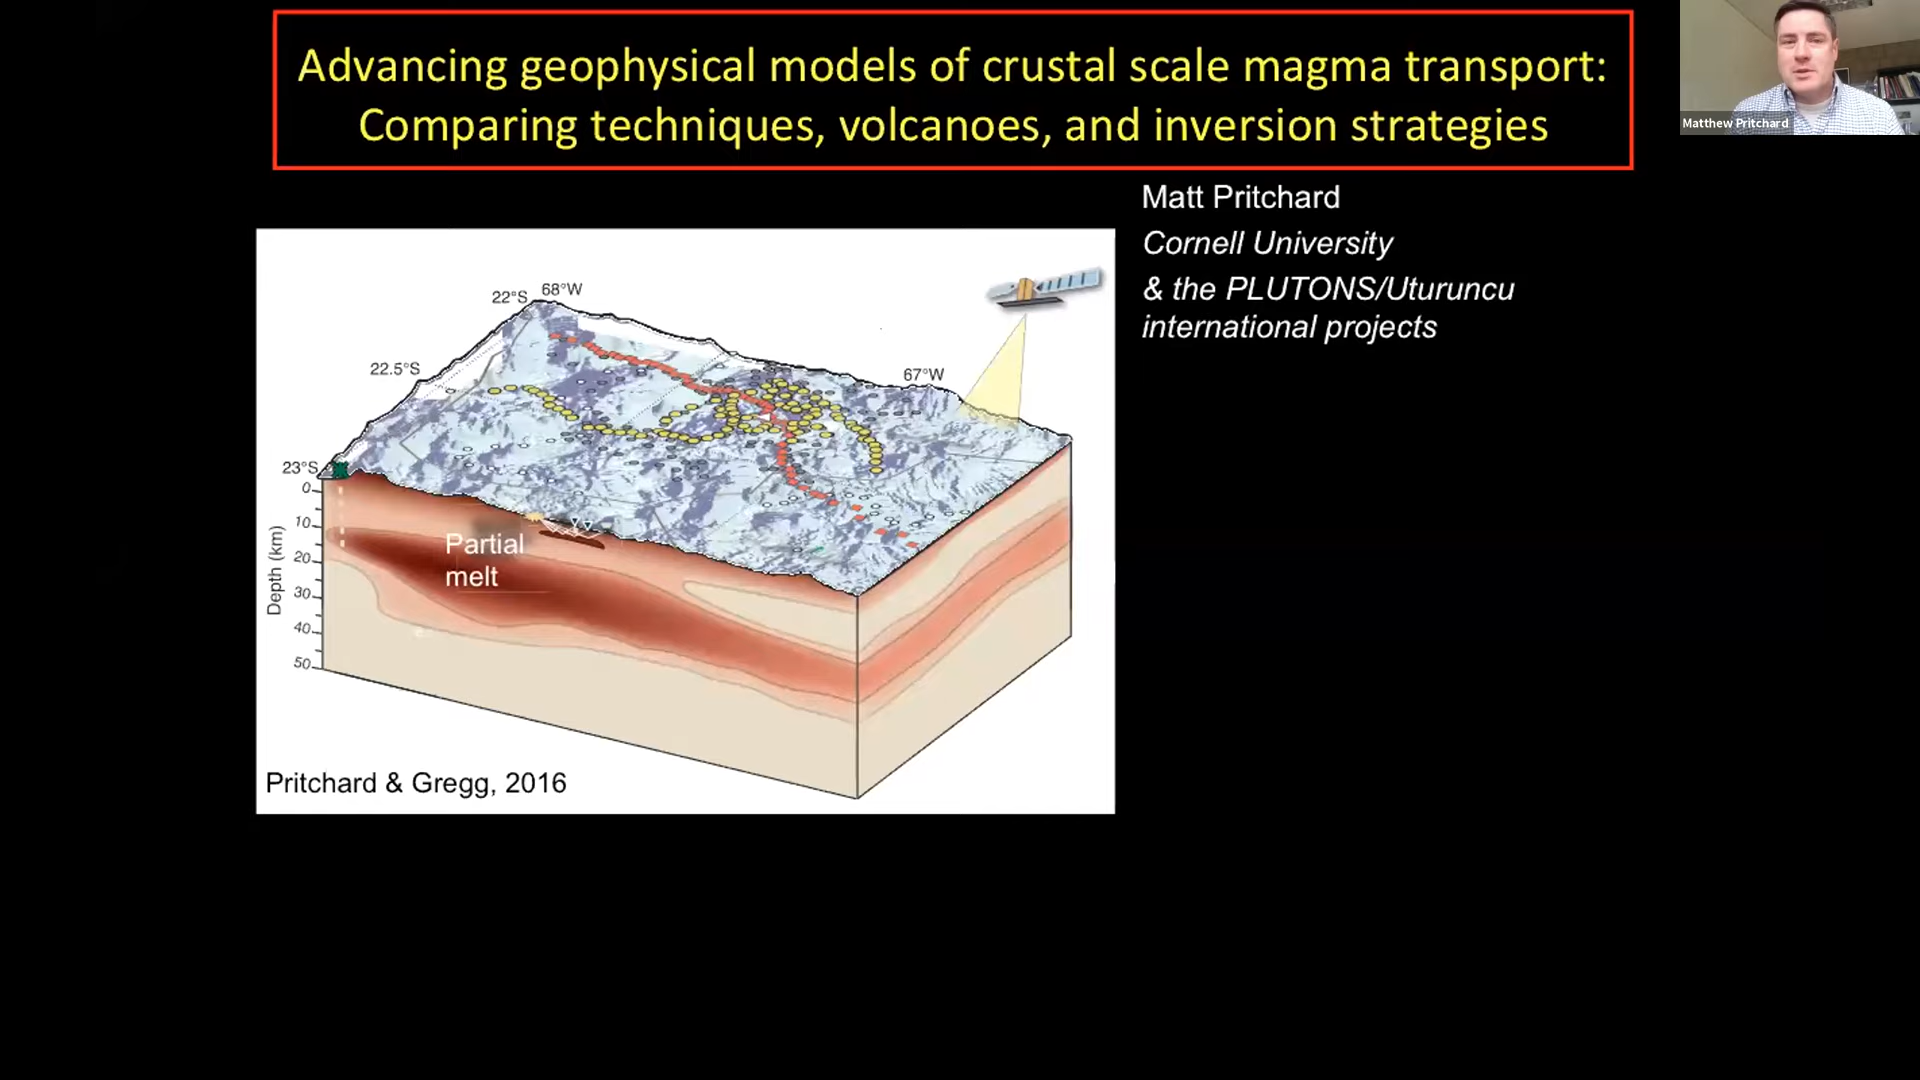 Advancing geophysical models of crustal scale magma transport:
Comparing techniques, volcanoes, and inversion strategies
Matthew Pritchard
Matt Pritchard
Cornell University
& the PLUTONS/Uturuncu
international projects
22°S
68°W
22.5°S
67°W
23°S
0
10
20
30
40
50
Depth (km)
Partial
melt
Pritchard & Gregg, 2016